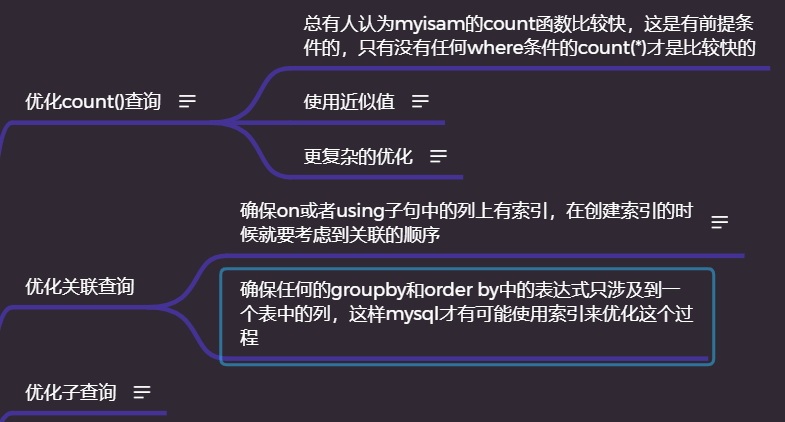 总有人认为myisam的count函数比较快，这是有前提条
件的，只有没有任何where条件的count(*)才是比较快的
优化count()查询
使用近似值
更复杂的优化
确保on或者using子句中的列上有索引，在创建索引的时
候就要考虑到关联的顺序
优化关联查询
确保任何的groupby和order by中的表达式只涉及到一
个表中的列，这样mysql才有可能使用索引来优化这个过
程
优化子查询